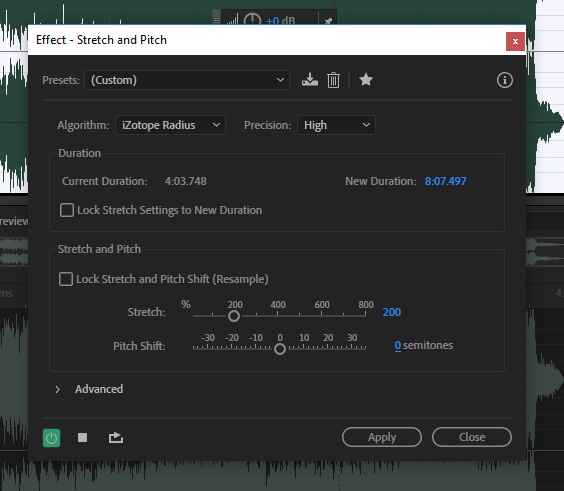 +0 dB
Effect - Stretch and Pitch
x
Presets: (Custom)
Algorithm: iZotope Radius Precision: High
Duration
Current Duration: 4:03.748 New Duration: 8:07.497
Lock Stretch Settings to New Duration
review
Stretch and Pitch
Lock Stretch and Pitch Shift (Resample)
ms
4:
% 200 400 600 800
Stretch: 200
-30 -20 -10 0 10 20 30
Pitch Shift: 0 semitones
> Advanced
Apply Close